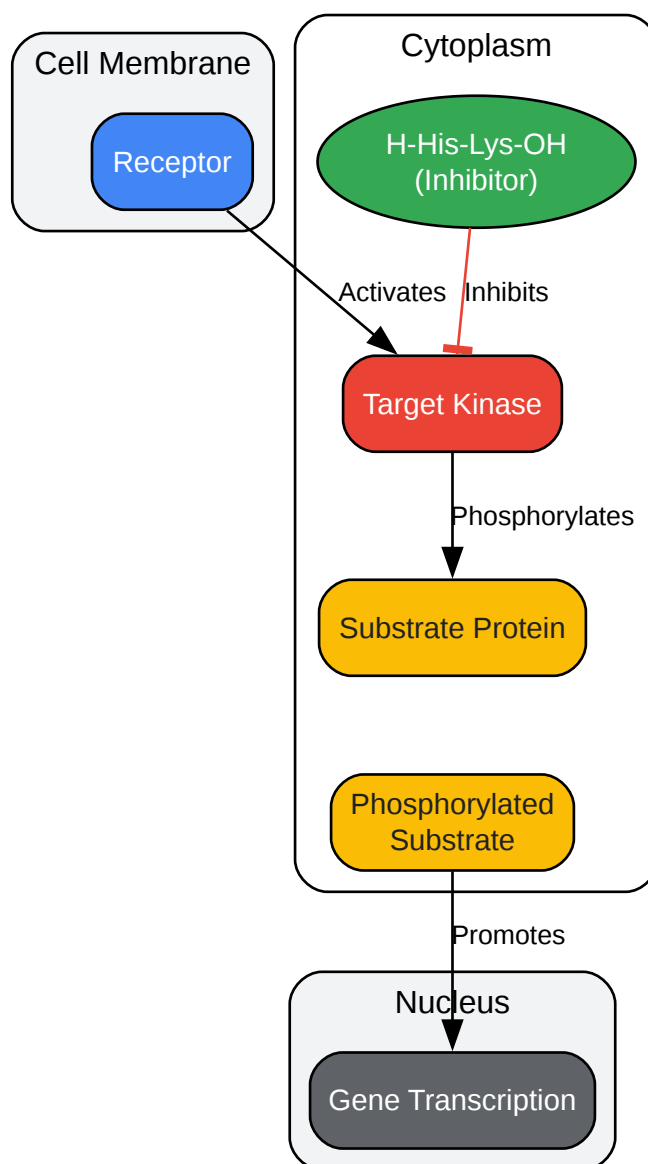 Cell Membrane
Receptor
Cytoplasm
H-His-Lys-OH
(Inhibitor)
Activates
Inhibits
Target Kinase
Phosphorylates
Substrate Protein
Phosphorylated
Substrate
Promotes
Nucleus
Gene Transcription